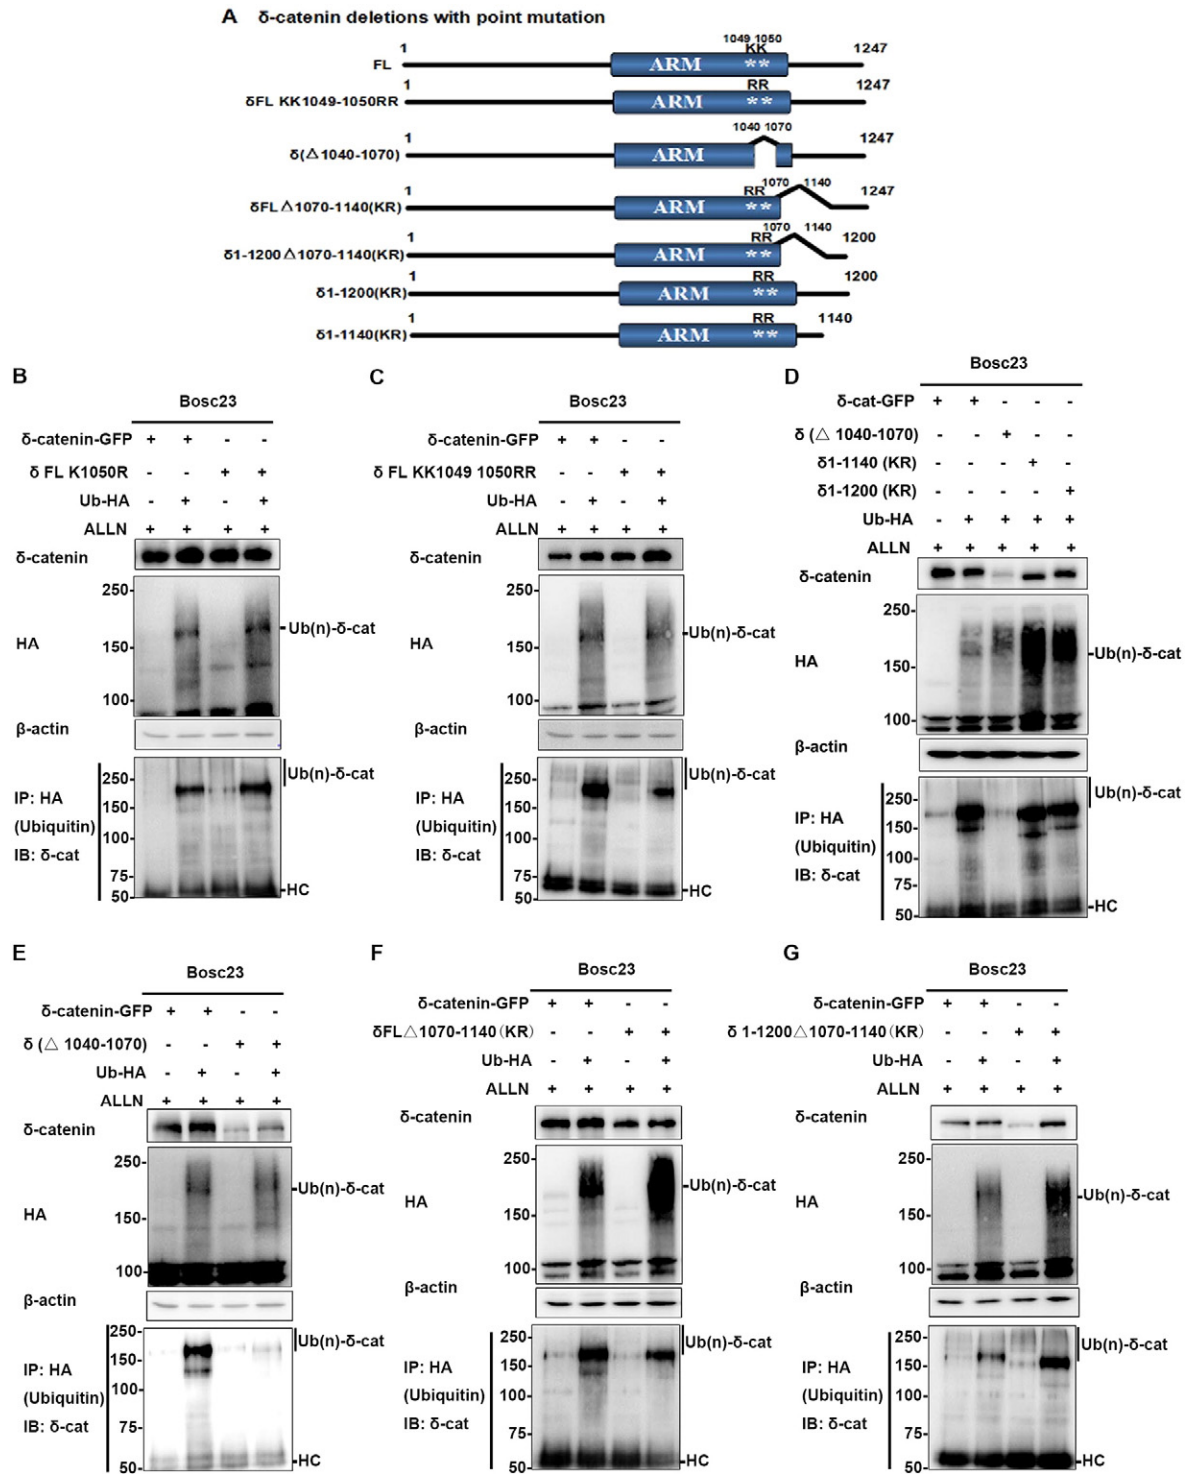 A δ-catenin deletions with point mutation
1049 1050
1 KK 1247
FL ARM **
1 RR 1247
δFL KK1049-1050RR ARM **
1 1040 1070 1247
δ(△1040-1070) ARM
1 RR 1070 1140 1247
δFL△1070-1140(KR) ARM **
1 RR 1070 1140 1200
δ1-1200△1070-1140(KR) ARM **
1 RR 1200
δ1-1200(KR) ARM **
1 RR 1140
δ1-1140(KR) ARM **
B
Bosc23
δ-catenin-GFP + + - -
δ FL K1050R - - + +
Ub-HA - + - +
ALLN + + + +
δ-catenin
250-
HA
Ub(n)-δ-cat
150-
100-
β-actin
250-
Ub(n)-δ-cat
IP: HA
150-
(Ubiquitin)
100-
IB: δ-cat
75-
50-
HC
C
Bosc23
δ-catenin-GFP + + - -
δ FL KK1049 1050RR - - + +
Ub-HA - + - +
ALLN + + + +
δ-catenin
250-
HA
Ub(n)-δ-cat
150-
100-
β-actin
250-
Ub(n)-δ-cat
IP: HA
150-
(Ubiquitin)
100-
IB: δ-cat
75-
50-
HC
D
Bosc23
δ-cat-GFP + + - - -
δ (△ 1040-1070) - - + - -
δ1-1140 (KR) - - - + -
δ1-1200 (KR) - - - - +
Ub-HA - + + + +
ALLN + + + + +
δ-catenin
250-
HA
Ub(n)-δ-cat
150-
100-
β-actin
250-
Ub(n)-δ-cat
IP: HA
150-
(Ubiquitin)
100-
IB: δ-cat
75-
50-
HC
E
Bosc23
δ-catenin-GFP + + - -
δ (△ 1040-1070) - - + +
Ub-HA - + - +
ALLN + + + +
δ-catenin
250-
Ub(n)-δ-cat
HA
150-
100-
β-actin
250-
Ub(n)-δ-cat
IP: HA
150-
(Ubiquitin)
100-
IB: δ-cat
75-
50-
HC
F
Bosc23
δ-catenin-GFP + + - -
δFL△1070-1140(KR) - - + +
Ub-HA - + - +
ALLN + + + +
δ-catenin
250-
Ub(n)-δ-cat
HA
150-
100-
β-actin
250-
Ub(n)-δ-cat
IP: HA
150-
(Ubiquitin)
100-
IB: δ-cat
75-
50-
HC
G
Bosc23
δ-catenin-GFP + + - -
δ 1-1200△1070-1140(KR) - - + +
Ub-HA - + - +
ALLN + + + +
δ-catenin
250-
Ub(n)-δ-cat
HA
150-
100-
β-actin
250-
Ub(n)-δ-cat
IP: HA
150-
(Ubiquitin)
100-
IB: δ-cat
75-
50-
HC